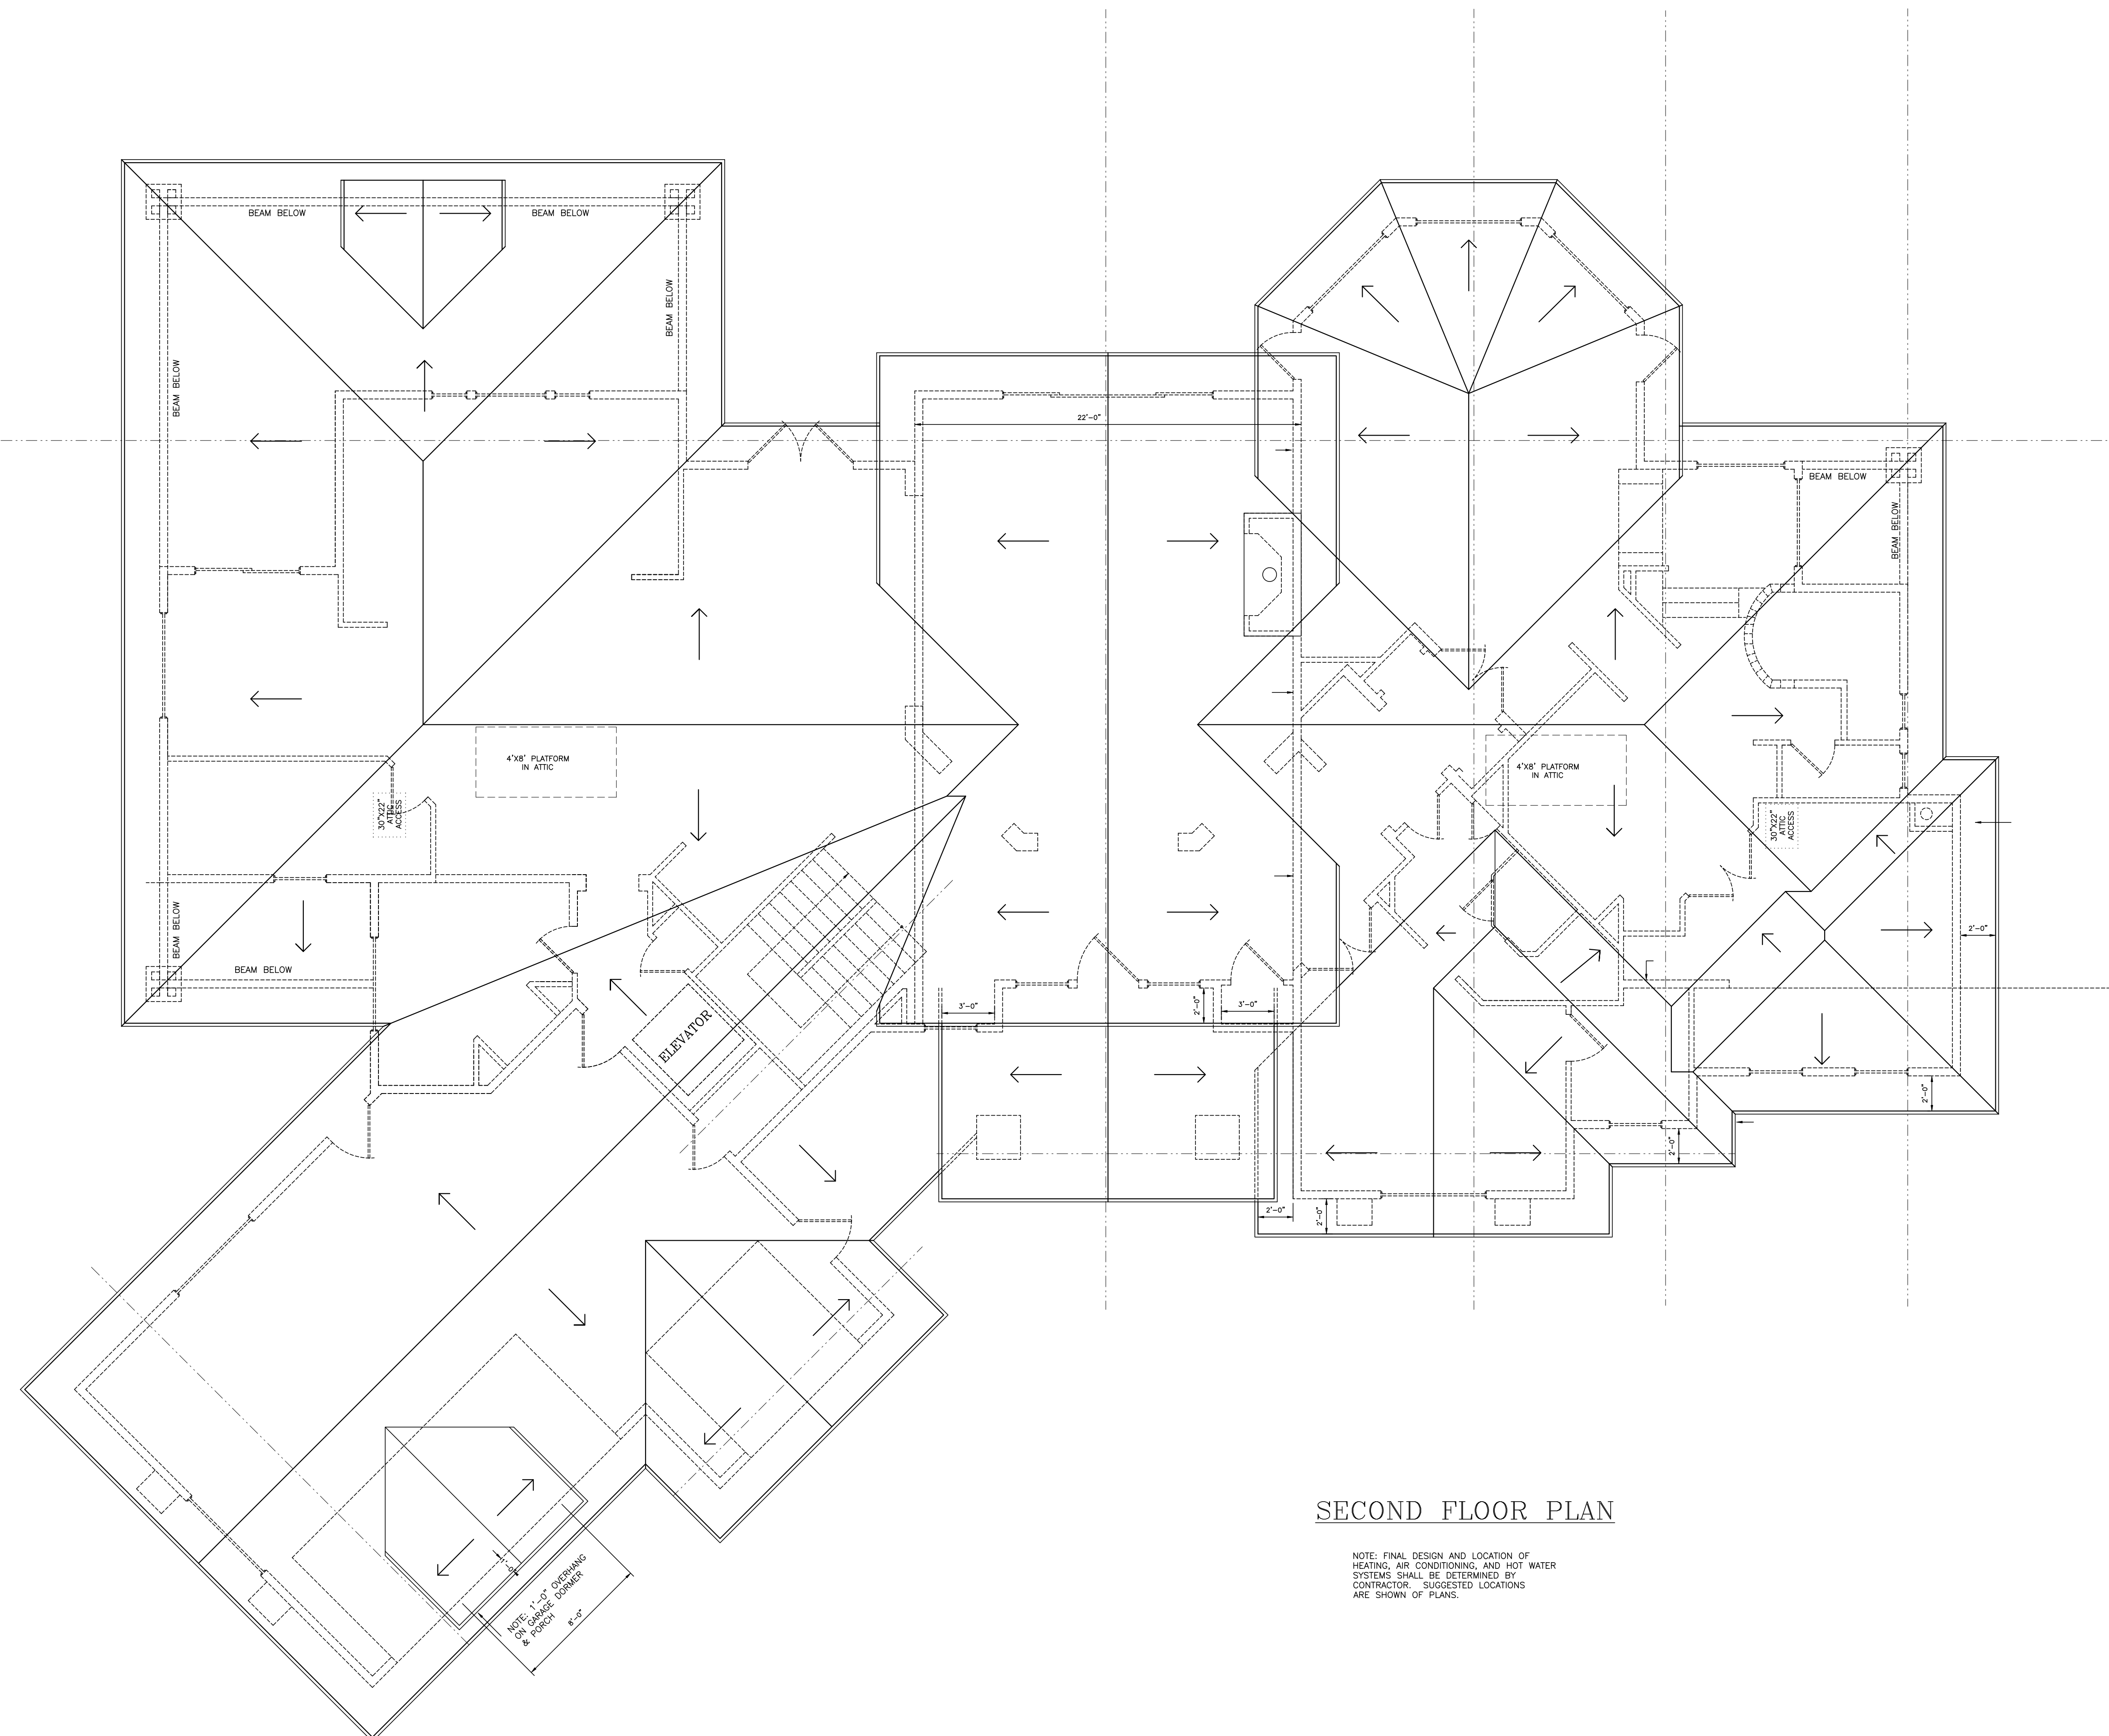 BEAM BELOW
BEAM BELOW
BEAM BELOW
BEAM BELOW
22'-0"
BEAM BELOW
BEAM BELOW
4'X8' PLATFORM
IN ATTIC
4'X8' PLATFORM
IN ATTIC
30"X22"
ATTIC
ACCESS
30"X22"
ATTIC
ACCESS
BEAM BELOW
BEAM BELOW
2'-0"
3'-0"
2'-0"
3'-0"
ELEVATOR
2'-0"
2'-0"
2'-0"
2'-0"
1'-0"
NOTE: 1'-0" OVERHANG
ON GARAGE DORMER
& PORCH
8'-0"
SECOND FLOOR PLAN
NOTE: FINAL DESIGN AND LOCATION OF
HEATING, AIR CONDITIONING, AND HOT WATER
SYSTEMS SHALL BE DETERMINED BY
CONTRACTOR. SUGGESTED LOCATIONS
ARE SHOWN OF PLANS.